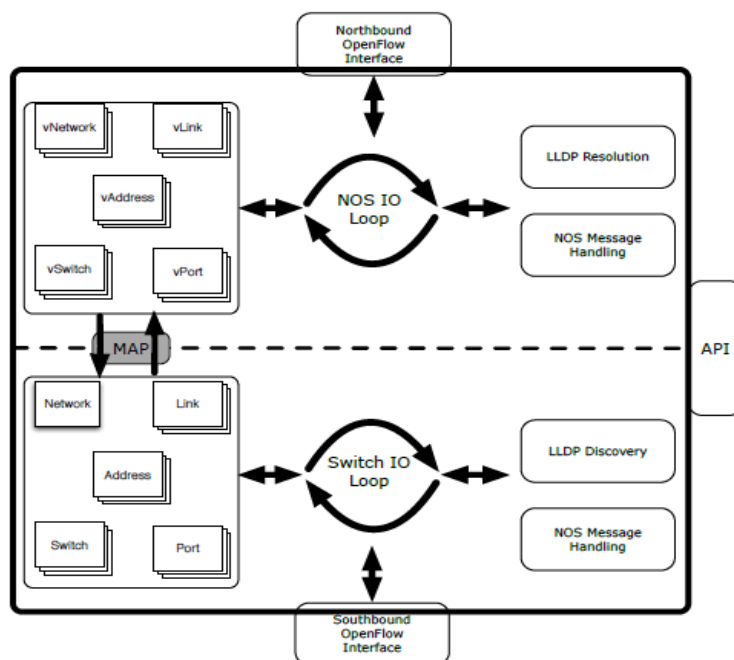 Northbound
OpenFlow
Interface
vNetwork
vLink
vAddress
vSwitch
vPort
NOS IO
Loop
LLDP Resolution
NOS Message
Handling
MAP
API
Network
Link
Address
Switch
Port
Switch IO
Loop
LLDP Discovery
NOS Message
Handling
Southbound
OpenFlow
Interface